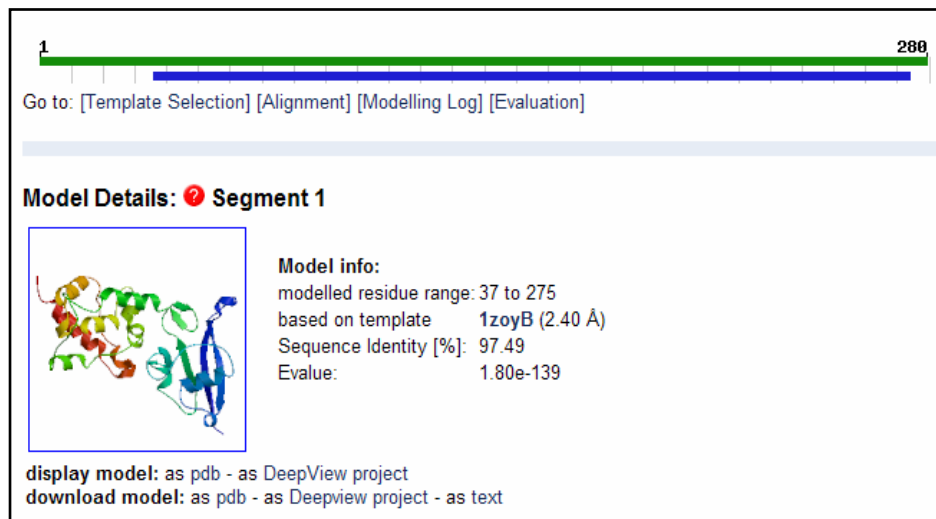 1 280
Go to: [Template Selection] [Alignment] [Modelling Log] [Evaluation]
Model Details: ? Segment 1
Model info:
modelled residue range: 37 to 275
based on template 1zoyB (2.40 Å)
Sequence Identity [%]: 97.49
Evalue: 1.80e-139
display model: as pdb - as DeepView project
download model: as pdb - as Deepview project - as text